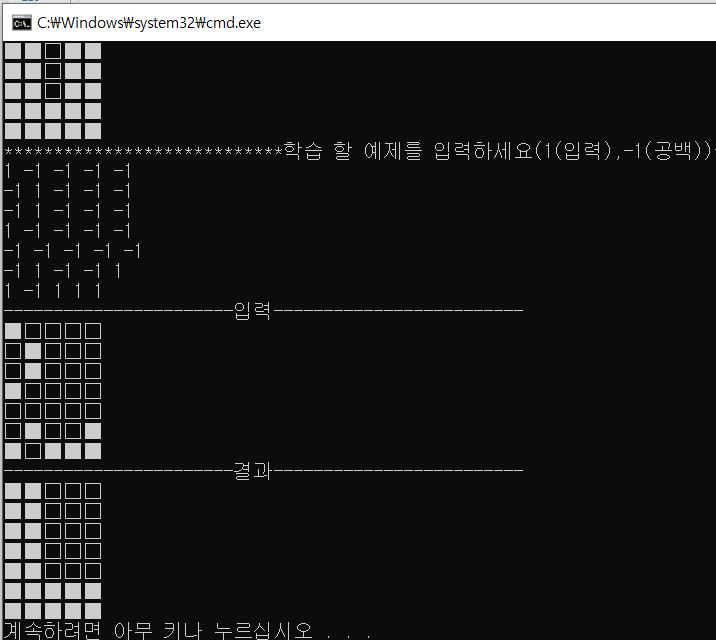 C:₩Windows₩system32₩cmd.exe
****************************학습 할 예제를 입력하세요(1(입력),-1(공백))
1 -1 -1 -1 -1
-1 1 -1 -1 -1
-1 1 -1 -1 -1
1 -1 -1 -1 -1
-1 -1 -1 -1 -1
-1 1 -1 -1 1
1 -1 1 1 1
-----------------------입력-------------------------
-----------------------결과-------------------------
계속하려면 아무 키나 누르십시오 . . .